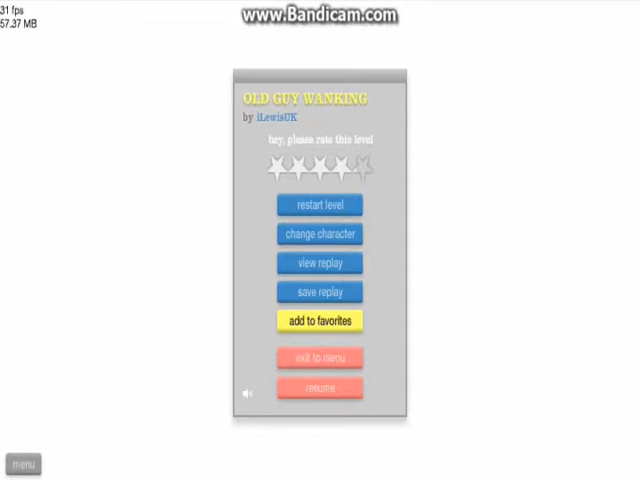 31 fps
57.37 MB
www.Bandicam.com
OLD GUY WANKING
by iLewisUK
hey, please rate this level
restart level
change character
view replay
save replay
add to favorites
exit to menu
resume
menu